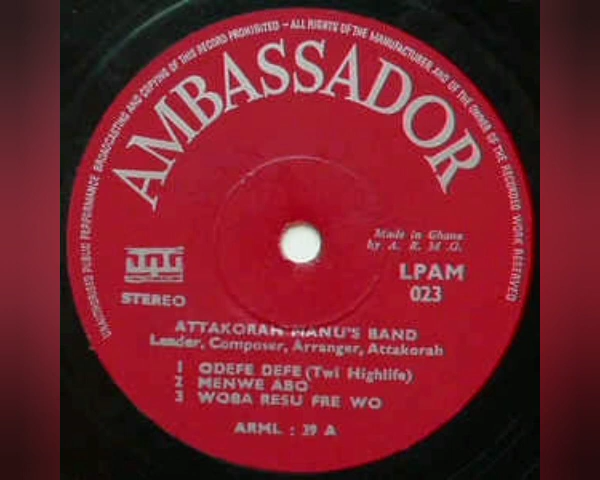 UNAUTHORISED PUBLIC PERFORMANCE BROADCASTING AND COPYING OF THIS RECORD PROHIBITED – ALL RIGHTS OF THE MANUFACTURER AND OF THE OWNER OF THE RECORDED WORK RESERVED
AMBASSADOR
Made in Ghana
by A. R. M. G.
LPAM
023
STEREO
ATTAKORAH MANU'S BAND
Leader, Composer, Arranger, Attakorah
1 ODEFE DEFE (Twi Highlife)
2 MENWE ABO
3 WOBA RESU FRE WO
ARML : 39 A